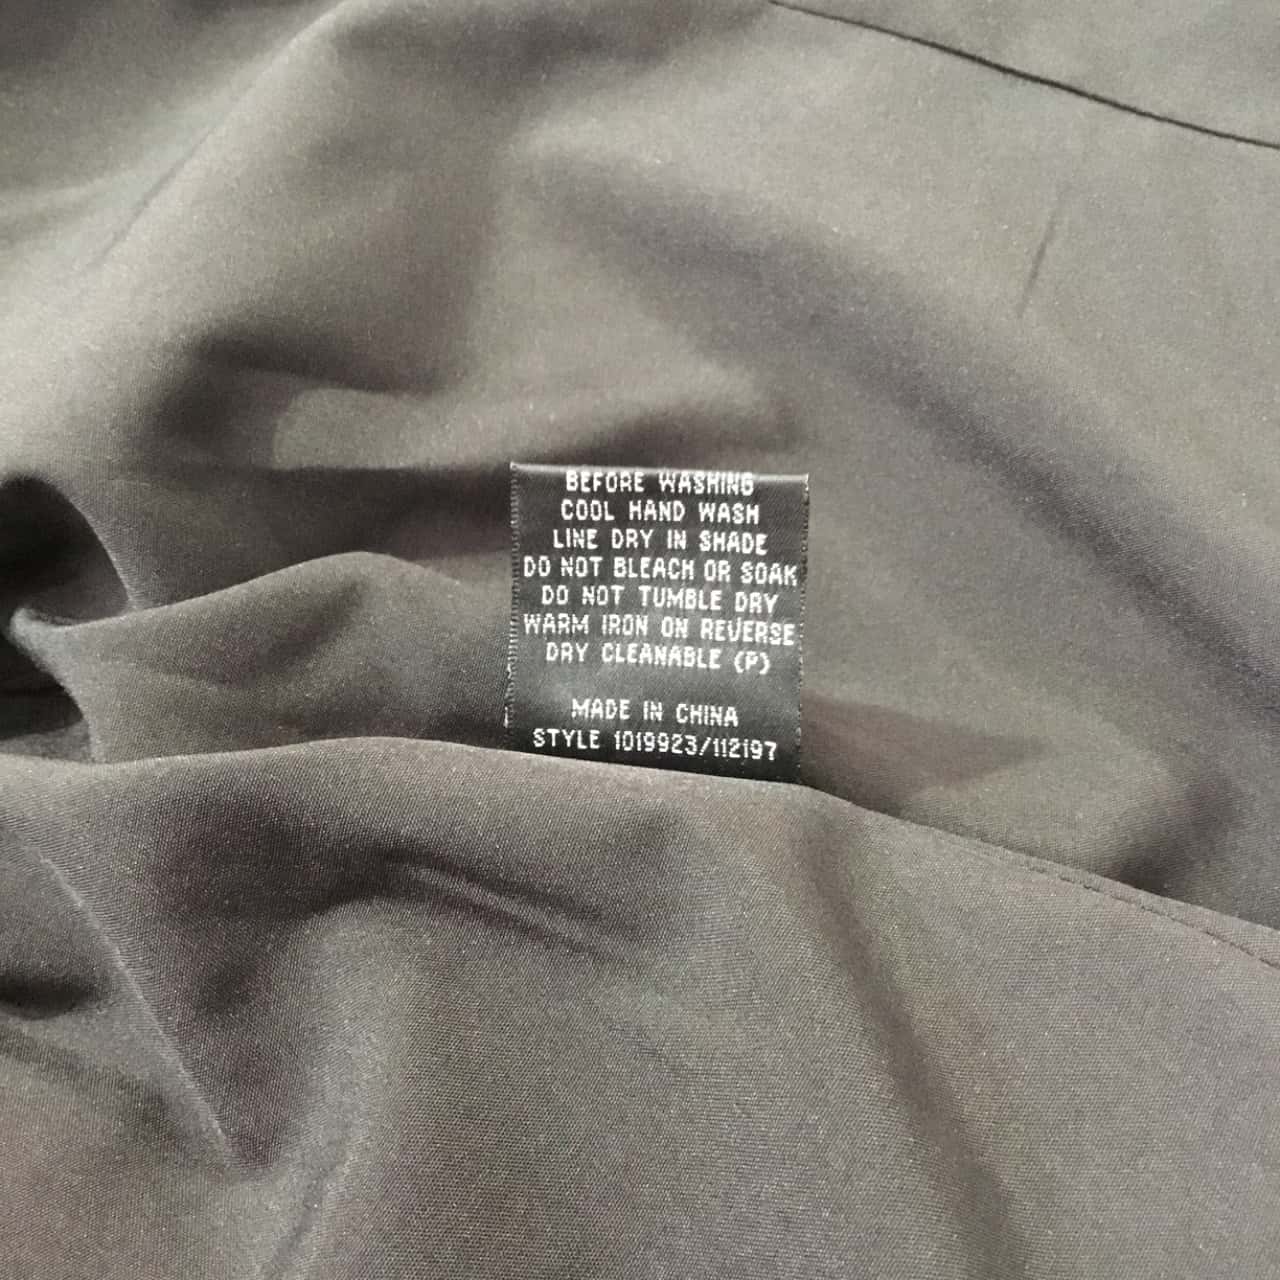 BEFORE WASHING
COOL HAND WASH
LINE DRY IN SHADE
DO NOT BLEACH OR SOAK
DO NOT TUMBLE DRY
WARM IRON ON REVERSE
DRY CLEANABLE (P)
MADE IN CHINA
STYLE 1019923/112197